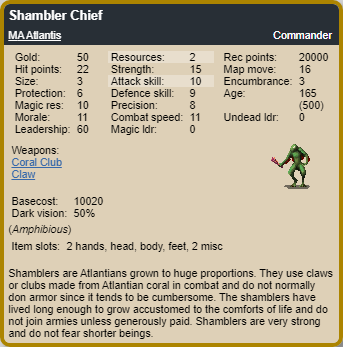 Shambler Chief
MA Atlantis Commander
Gold: 50 Resources: 2 Rec points: 20000
Hit points: 22 Strength: 15 Map move: 16
Size: 3 Attack skill: 10 Encumbrance: 3
Protection: 6 Defence skill: 9 Age: 165
Magic res: 10 Precision: 8 (500)
Morale: 11 Combat speed: 11 Undead ldr: 0
Leadership: 60 Magic ldr: 0
Weapons:
Coral Club
Claw
Basecost: 10020
Dark vision: 50%
(Amphibious)
Item slots: 2 hands, head, body, feet, 2 misc
Shamblers are Atlantians grown to huge proportions. They use claws
or clubs made from Atlantian coral in combat and do not normally
don armor since it tends to be cumbersome. The shamblers have
lived long enough to grow accustomed to the comforts of life and do
not join armies unless generously paid. Shamblers are very strong
and do not fear shorter beings.